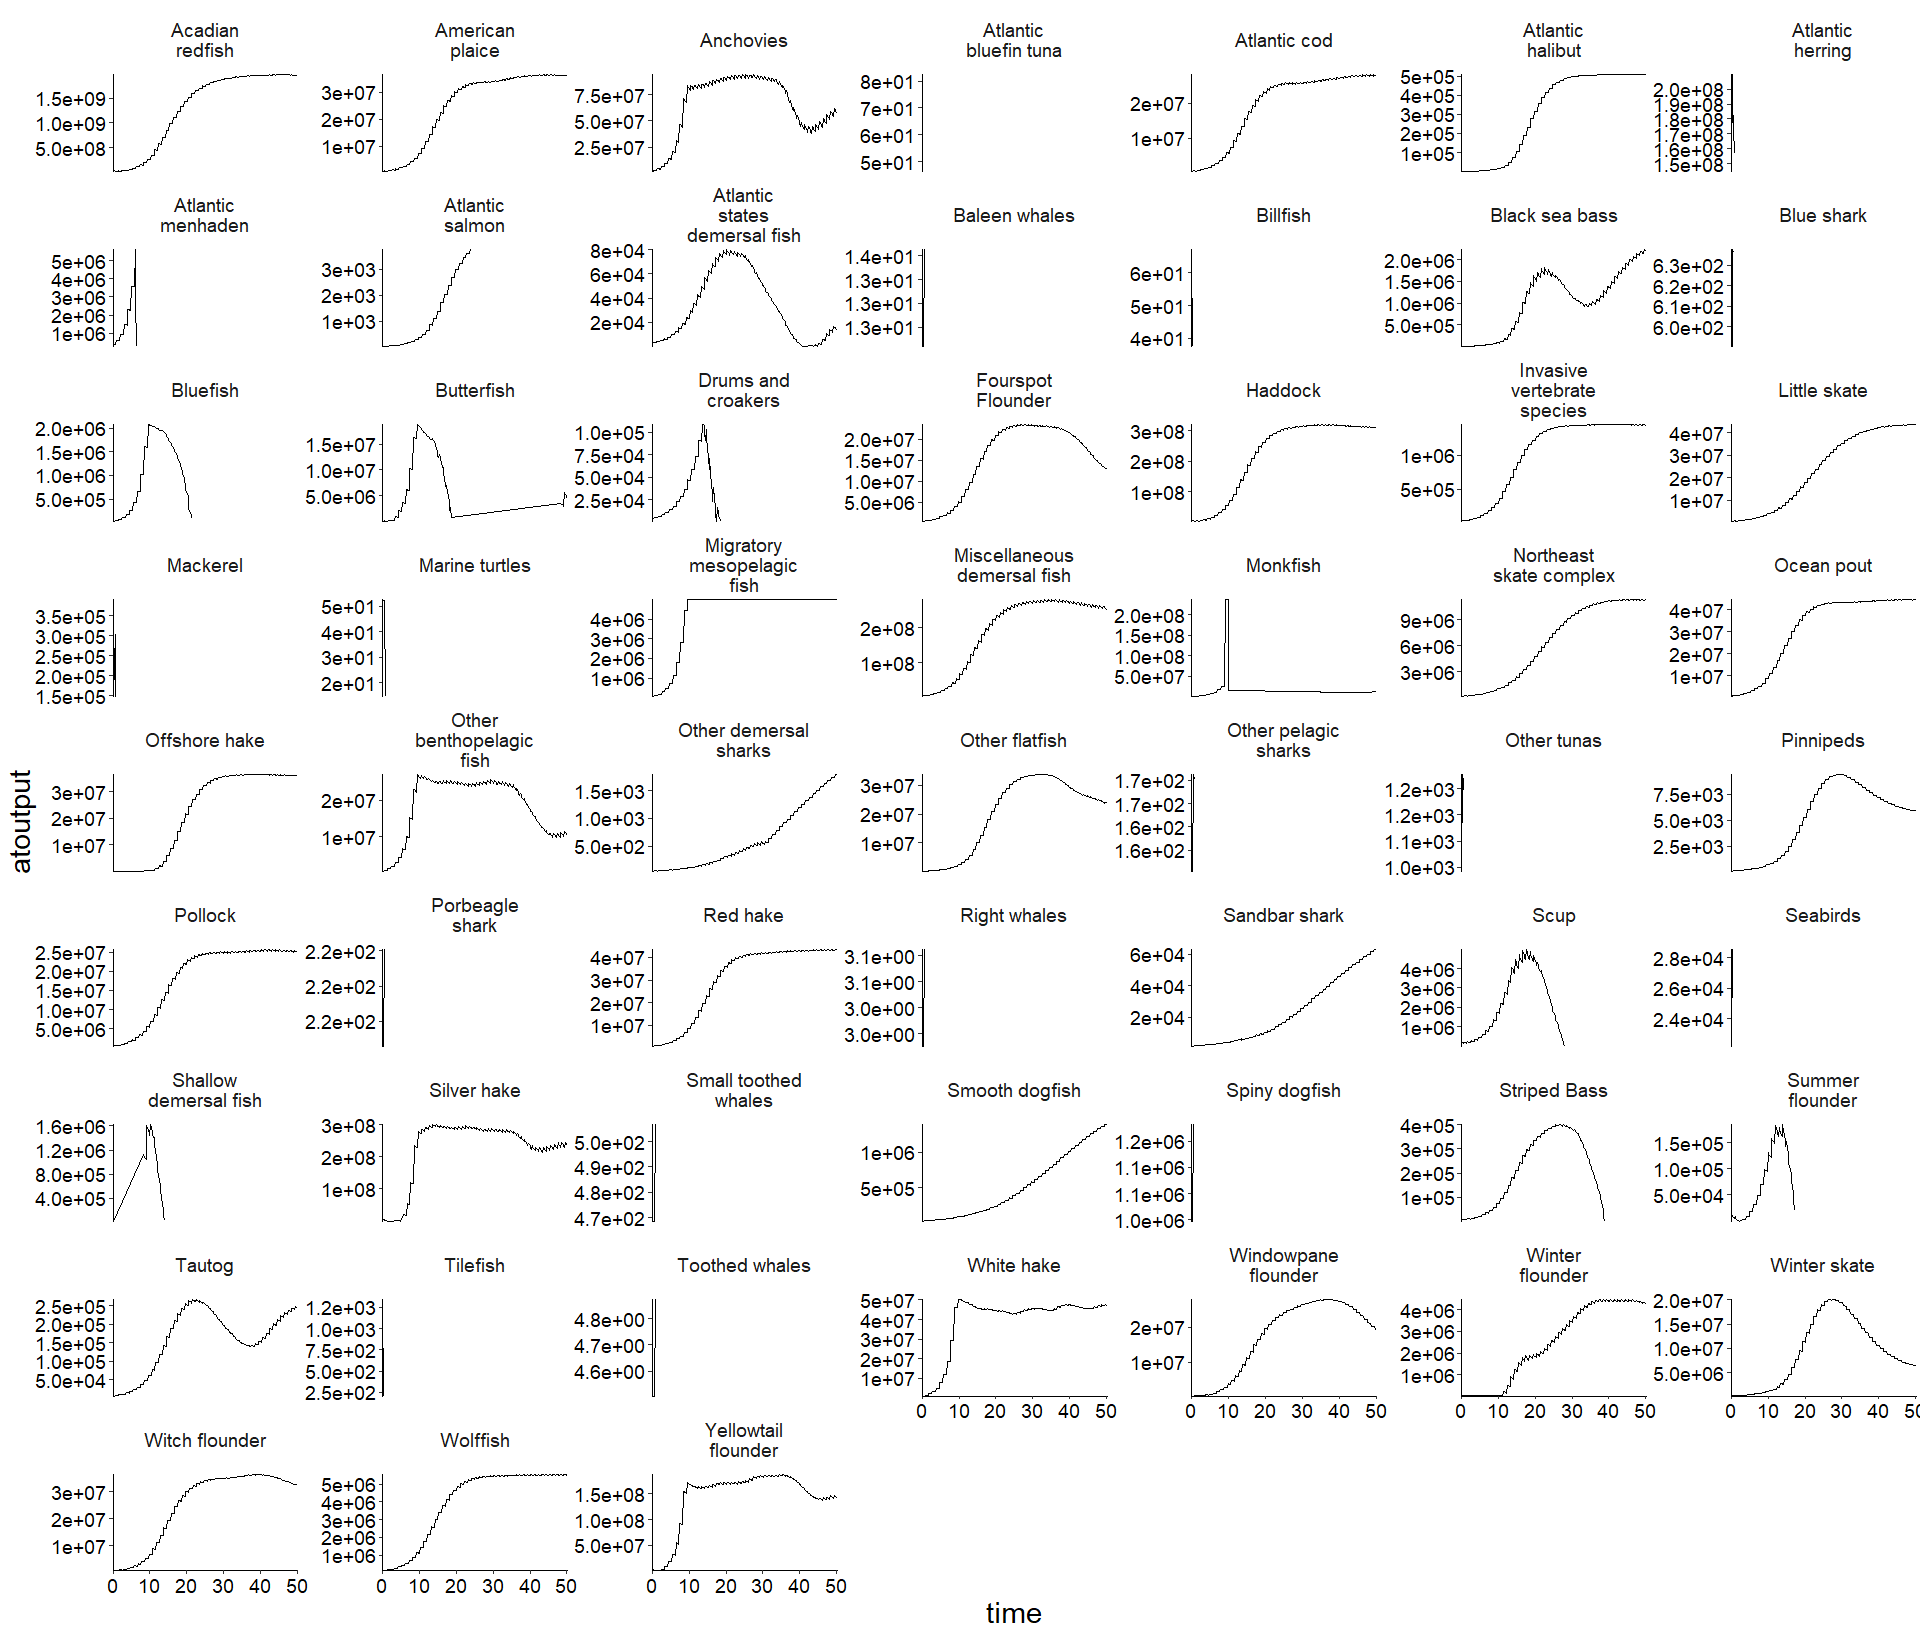 Acadian
redfish
American
plaice
Anchovies
Atlantic
bluefin tuna
Atlantic cod
Atlantic
halibut
Atlantic
herring
1.5e+09
1.0e+09
5.0e+08
3e+07
2e+07
1e+07
7.5e+07
5.0e+07
2.5e+07
8e+01
7e+01
6e+01
5e+01
2e+07
1e+07
5e+05
4e+05
3e+05
2e+05
1e+05
2.0e+08
1.9e+08
1.8e+08
1.7e+08
1.6e+08
1.5e+08
Atlantic
menhaden
Atlantic
salmon
Atlantic
states
demersal fish
Baleen whales
Billfish
Black sea bass
Blue shark
5e+06
4e+06
3e+06
2e+06
1e+06
3e+03
2e+03
1e+03
8e+04
6e+04
4e+04
2e+04
1.4e+01
1.3e+01
1.3e+01
1.3e+01
6e+01
5e+01
4e+01
2.0e+06
1.5e+06
1.0e+06
5.0e+05
6.3e+02
6.2e+02
6.1e+02
6.0e+02
Bluefish
Butterfish
Drums and
croakers
Fourspot
Flounder
Haddock
Invasive
vertebrate
species
Little skate
2.0e+06
1.5e+06
1.0e+06
5.0e+05
1.5e+07
1.0e+07
5.0e+06
1.0e+05
7.5e+04
5.0e+04
2.5e+04
2.0e+07
1.5e+07
1.0e+07
5.0e+06
3e+08
2e+08
1e+08
1e+06
5e+05
4e+07
3e+07
2e+07
1e+07
Mackerel
Marine turtles
Migratory
mesopelagic
fish
Miscellaneous
demersal fish
Monkfish
Northeast
skate complex
Ocean pout
3.5e+05
3.0e+05
2.5e+05
2.0e+05
1.5e+05
5e+01
4e+01
3e+01
2e+01
4e+06
3e+06
2e+06
1e+06
2e+08
1e+08
2.0e+08
1.5e+08
1.0e+08
5.0e+07
9e+06
6e+06
3e+06
4e+07
3e+07
2e+07
1e+07
Offshore hake
Other
benthopelagic
fish
Other demersal
sharks
Other flatfish
Other pelagic
sharks
Other tunas
Pinnipeds
3e+07
2e+07
1e+07
2e+07
1e+07
1.5e+03
1.0e+03
5.0e+02
3e+07
2e+07
1e+07
1.7e+02
1.7e+02
1.6e+02
1.6e+02
1.2e+03
1.2e+03
1.1e+03
1.0e+03
7.5e+03
5.0e+03
2.5e+03
atoutput
Pollock
Porbeagle
shark
Red hake
Right whales
Sandbar shark
Scup
Seabirds
2.5e+07
2.0e+07
1.5e+07
1.0e+07
5.0e+06
2.2e+02
2.2e+02
2.2e+02
4e+07
3e+07
2e+07
1e+07
3.1e+00
3.1e+00
3.0e+00
3.0e+00
6e+04
4e+04
2e+04
4e+06
3e+06
2e+06
1e+06
2.8e+04
2.6e+04
2.4e+04
Shallow
demersal fish
Silver hake
Small toothed
whales
Smooth dogfish
Spiny dogfish
Striped Bass
Summer
flounder
1.6e+06
1.2e+06
8.0e+05
4.0e+05
3e+08
2e+08
1e+08
5.0e+02
4.9e+02
4.8e+02
4.7e+02
1e+06
5e+05
1.2e+06
1.1e+06
1.1e+06
1.0e+06
4e+05
3e+05
2e+05
1e+05
1.5e+05
1.0e+05
5.0e+04
Tautog
Tilefish
Toothed whales
White hake
Windowpane
flounder
Winter
flounder
Winter skate
2.5e+05
2.0e+05
1.5e+05
1.0e+05
5.0e+04
1.2e+03
1.0e+03
7.5e+02
5.0e+02
2.5e+02
4.8e+00
4.7e+00
4.6e+00
5e+07
4e+07
3e+07
2e+07
1e+07
2e+07
1e+07
4e+06
3e+06
2e+06
1e+06
2.0e+07
1.5e+07
1.0e+07
5.0e+06
0 10 20 30 40 50
0 10 20 30 40 50
0 10 20 30 40 50
0 10 20 30 40 50
Witch flounder
Wolffish
Yellowtail
flounder
3e+07
2e+07
1e+07
5e+06
4e+06
3e+06
2e+06
1e+06
1.5e+08
1.0e+08
5.0e+07
0 10 20 30 40 50
0 10 20 30 40 50
0 10 20 30 40 50
time